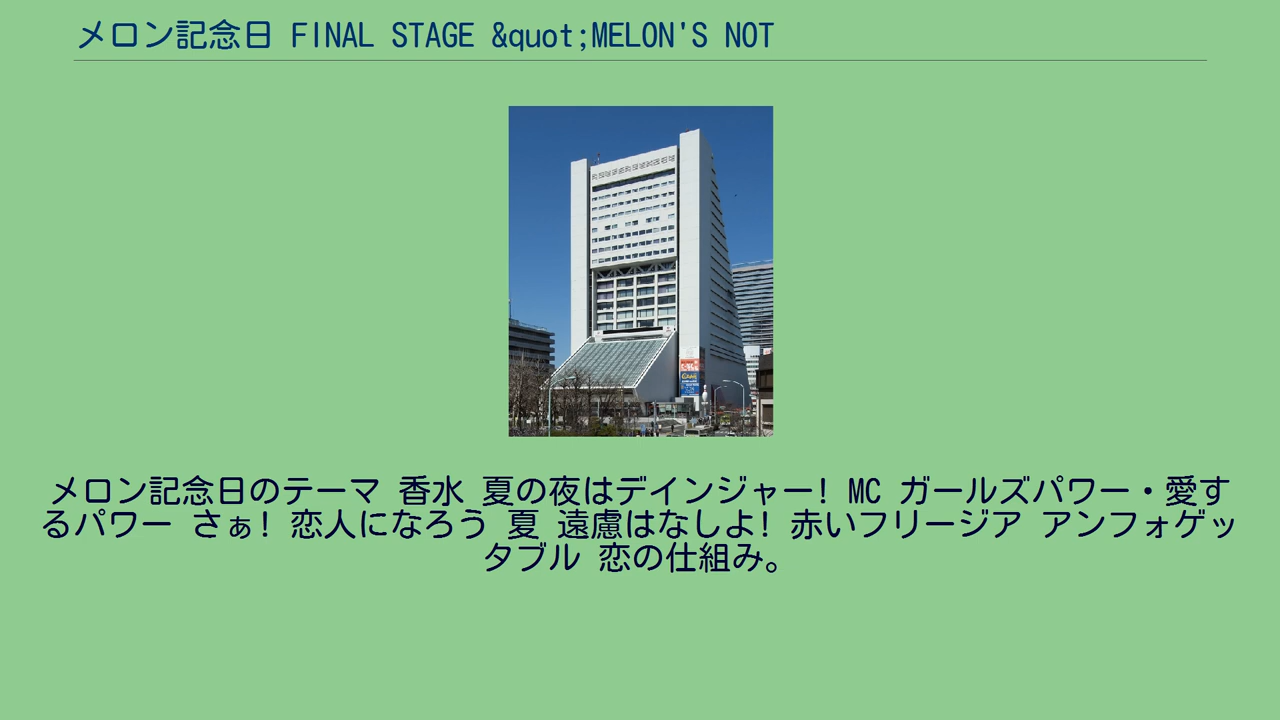 メロン記念日 FINAL STAGE &quot;MELON'S NOT
メロン記念日のテーマ 香水 夏の夜はデインジャー! MC ガールズパワー・愛す
るパワー さぁ! 恋人になろう 夏 遠慮はなしよ! 赤いフリージア アンフォゲッ
タブル 恋の仕組み。